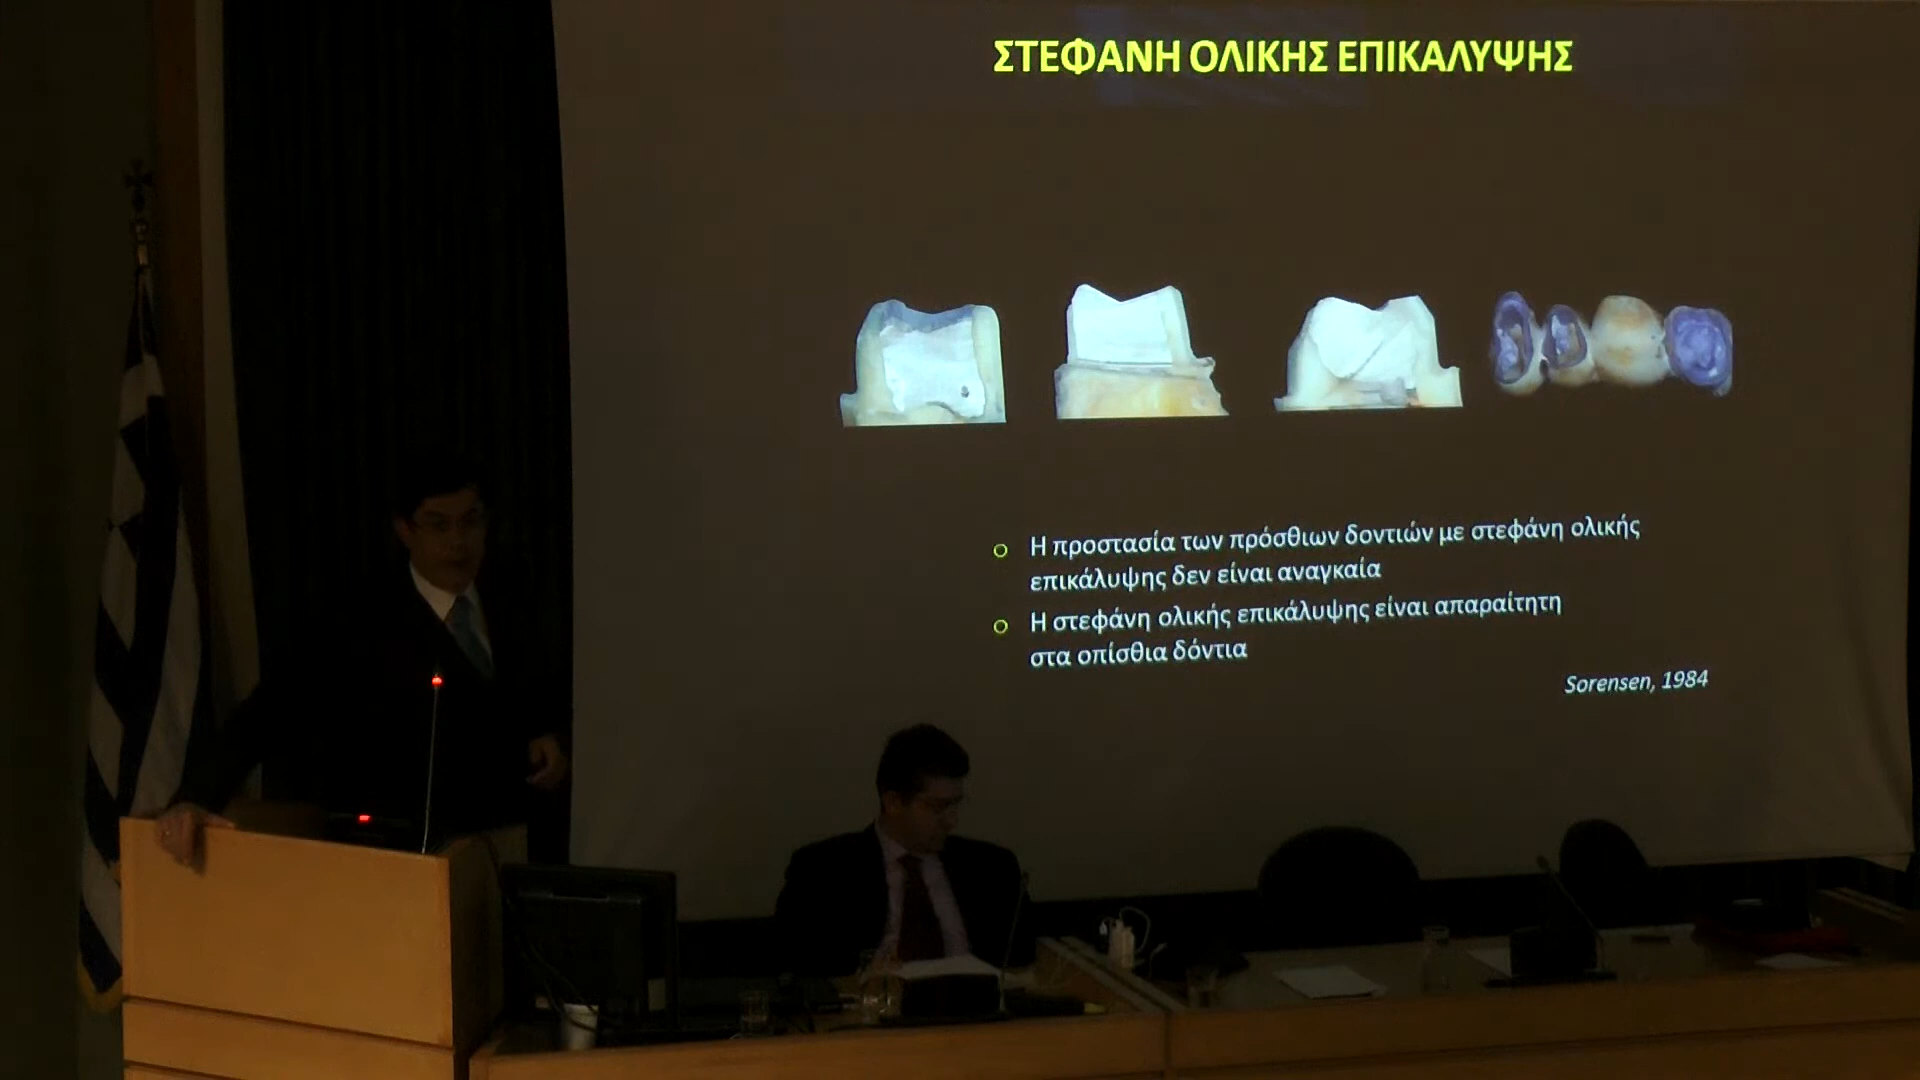 ΣΤΕΦΑΝΗ ΟΛΙΚΗΣ ΕΠΙΚΑΛΥΨΗΣ
Η προστασία των πρόσθιων δοντιών με στεφάνη ολικής
επικάλυψης δεν είναι αναγκαία
Η στεφάνη ολικής επικάλυψης είναι απαραίτητη
στα οπίσθια δόντια
Sorensen, 1984